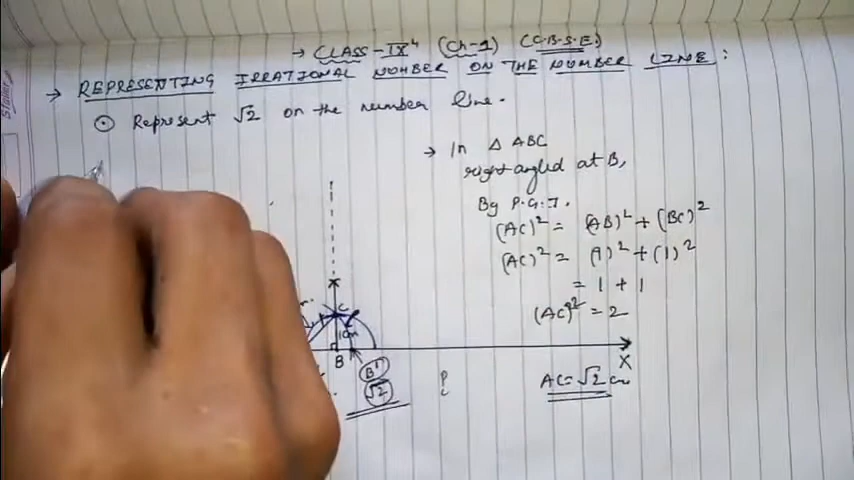 → CLASS-IX (Ch-1) (C.B.S.E)
→ REPRESENTING IRRATIONAL NUMBER ON THE NUMBER LINE:
⊙ Represent √2 on the number line.
→ In △ ABC
right angled at B,
By P.G.T.
(AC)² = (AB)² + (BC)²
(AC)² = (1)² + (1)²
= 1 + 1
(AC)² = 2
C
1cm
B
X
B'
√2
AC = √2 cm